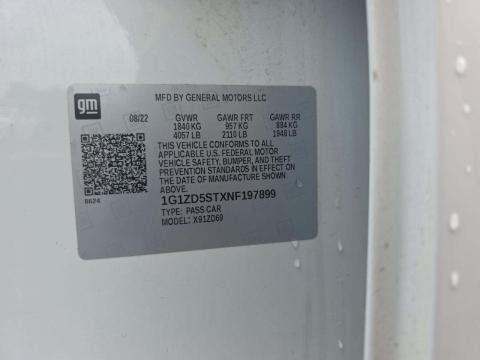 gm
MFD BY GENERAL MOTORS LLC
08/22 GVWR GAWR FRT GAWR RR
1840 KG 957 KG 884 KG
4057 LB 2110 LB 1948 LB
THIS VEHICLE CONFORMS TO ALL
APPLICABLE U.S. FEDERAL MOTOR
VEHICLE SAFETY, BUMPER, AND THEFT
PREVENTION STANDARDS IN EFFECT ON THE
DATE OF MANUFACTURE SHOWN ABOVE.
6624 1G1ZD5STXNF197899
TYPE: PASS CAR
MODEL: X91ZD69